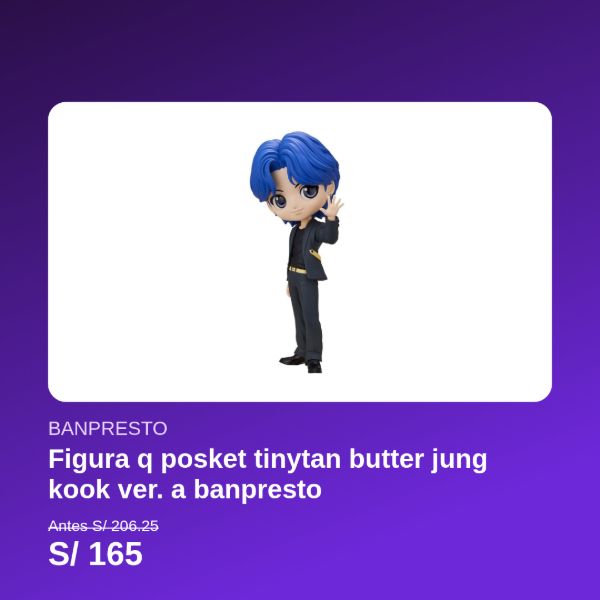 BANPRESTO
Figura q posket tinytan butter jung
kook ver. a banpresto
Antes S/ 206.25
S/ 165